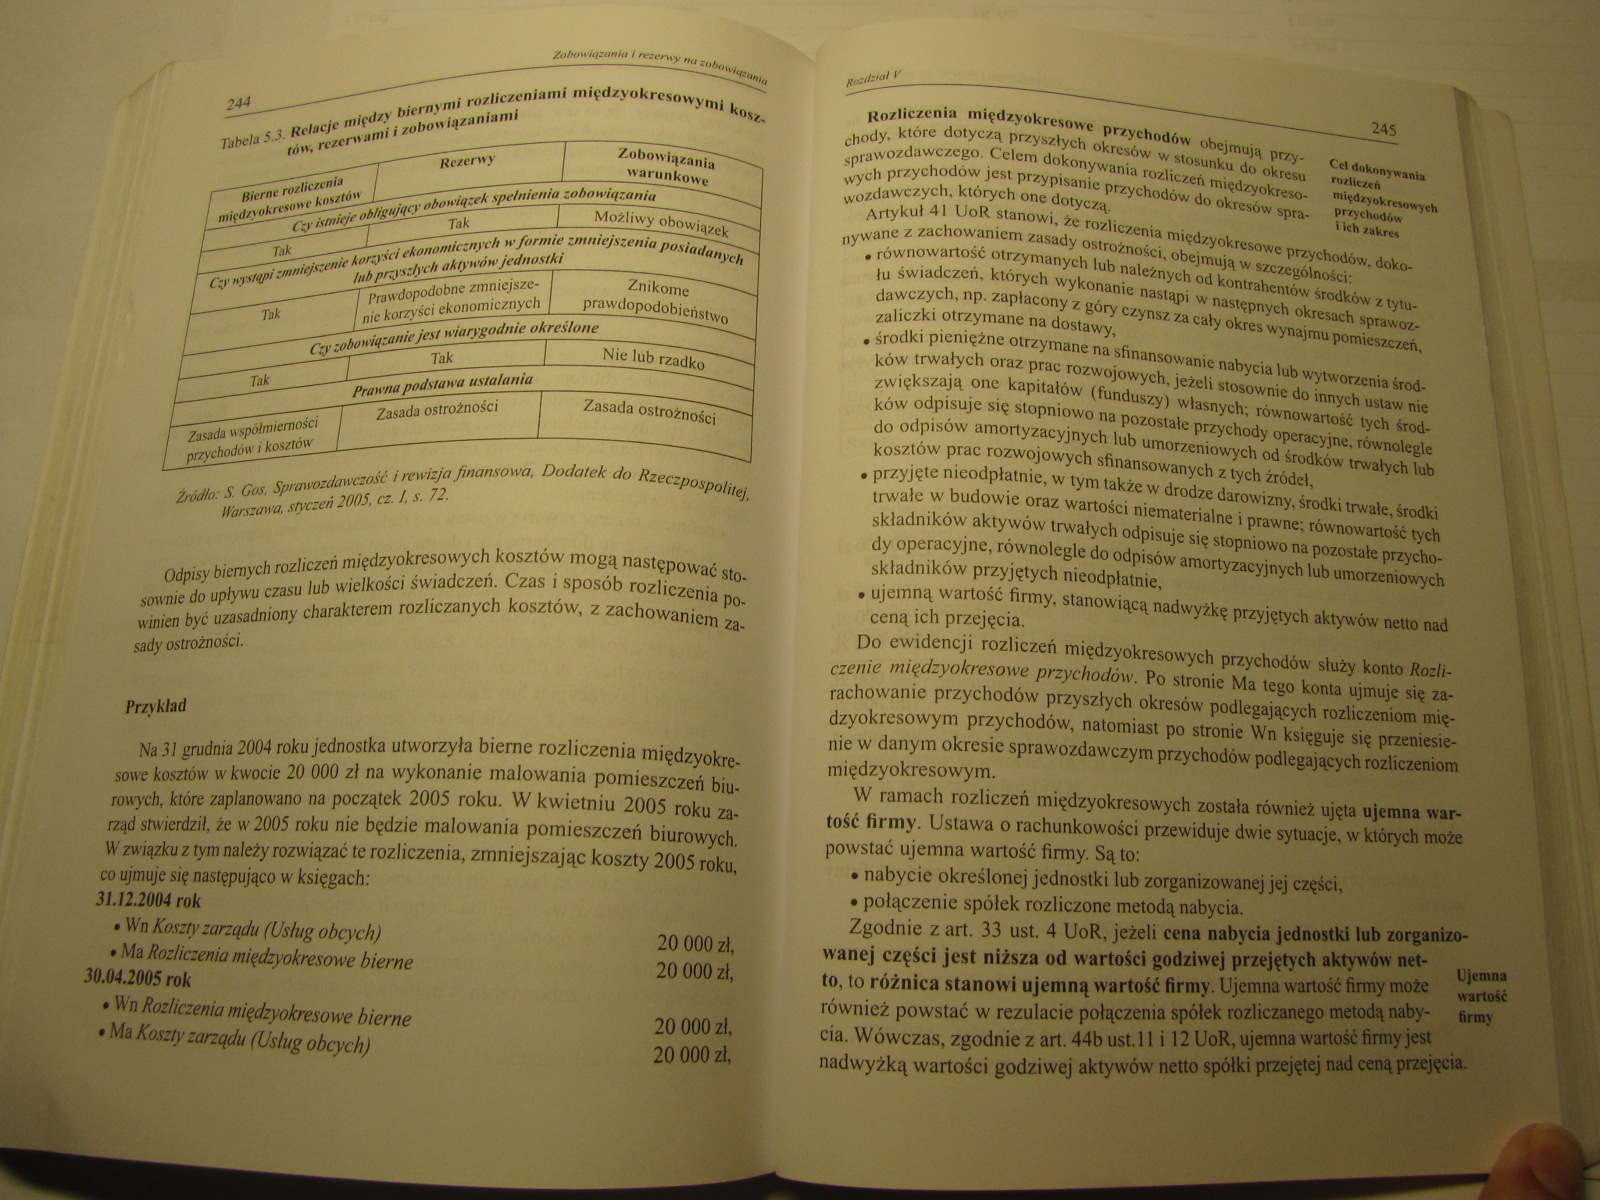 244
Zobowiązania i rezerwy na zobowiązania
Tabela 5.3. Relacje między biernymi rozliczeniami międzyokresowymi kosz-
tów, rezerwami i zobowiązaniami
Bierne rozliczenia
międzyokresowe kosztów
Rezerwy
Zobowiązania
warunkowe
Czy istnieje obligujący obowiązek spełnienia zobowiązania
Tak
Tak
Możliwy obowiązek
Czy wystąpi zmniejszenie korzyści ekonomicznych w formie zmniejszenia posiadanych
lub przyszłych aktywów jednostki
Tak
Prawdopodobne zmniejsze-
nie korzyści ekonomicznych
Znikome
prawdopodobieństwo
Czy zobowiązanie jest wiarygodnie określone
Tak
Tak
Nie lub rzadko
Prawna podstawa ustalania
Zasada współmierności
przychodów i kosztów
Zasada ostrożności
Zasada ostrożności
Źródło: S. Gos, Sprawozdawczość i rewizja finansowa, Dodatek do Rzeczpospolitej,
Warszawa, styczeń 2005, cz. I, s. 72.
Odpisy biernych rozliczeń międzyokresowych kosztów mogą następować sto-
sownie do upływu czasu lub wielkości świadczeń. Czas i sposób rozliczenia po-
winien być uzasadniony charakterem rozliczanych kosztów, z zachowaniem za-
sady ostrożności.
Przykład
Na 31 grudnia 2004 roku jednostka utworzyła bierne rozliczenia międzyokre-
sowe kosztów w kwocie 20 000 zł na wykonanie malowania pomieszczeń biu-
rowych, które zaplanowano na początek 2005 roku. W kwietniu 2005 roku za-
rząd stwierdził, że w 2005 roku nie będzie malowania pomieszczeń biurowych.
W związku z tym należy rozwiązać te rozliczenia, zmniejszając koszty 2005 roku,
co ujmuje się następująco w księgach:
31.12.2004 rok
• Wn Koszty zarządu (Usług obcych) 20 000 zł,
• Ma Rozliczenia międzyokresowe bierne 20 000 zł,
30.04.2005 rok
• Wn Rozliczenia międzyokresowe bierne 20 000 zł,
• Ma Koszty zarządu (Usług obcych) 20 000 zł,
Rozdział V
245
Rozliczenia międzyokresowe przychodów obejmują przy-
chody, które dotyczą przyszłych okresów w stosunku do okresu
sprawozdawczego. Celem dokonywania rozliczeń międzyokreso-
wych przychodów jest przypisanie przychodów do okresów spra-
wozdawczych, których one dotyczą.
Cel dokonywania
rozliczeń
międzyokresowych
przychodów
i ich zakres
Artykuł 41 UoR stanowi, że rozliczenia międzyokresowe przychodów, doko-
nywane z zachowaniem zasady ostrożności, obejmują w szczególności:
• równowartość otrzymanych lub należnych od kontrahentów środków z tytu-
łu świadczeń, których wykonanie nastąpi w następnych okresach sprawoz-
dawczych, np. zapłacony z góry czynsz za cały okres wynajmu pomieszczeń,
zaliczki otrzymane na dostawy,
• środki pieniężne otrzymane na sfinansowanie nabycia lub wytworzenia środ-
ków trwałych oraz prac rozwojowych, jeżeli stosownie do innych ustaw nie
zwiększają one kapitałów (funduszy) własnych; równowartość tych środ-
ków odpisuje się stopniowo na pozostałe przychody operacyjne, równolegle
do odpisów amortyzacyjnych lub umorzeniowych od środków trwałych lub
kosztów prac rozwojowych sfinansowanych z tych źródeł,
• przyjęte nieodpłatnie, w tym także w drodze darowizny, środki trwałe, środki
trwałe w budowie oraz wartości niematerialne i prawne; równowartość tych
składników aktywów trwałych odpisuje się stopniowo na pozostałe przycho-
dy operacyjne, równolegle do odpisów amortyzacyjnych lub umorzeniowych
składników przyjętych nieodpłatnie,
• ujemną wartość firmy, stanowiącą nadwyżkę przyjętych aktywów netto nad
ceną ich przejęcia.
Do ewidencji rozliczeń międzyokresowych przychodów służy konto Rozli-
czenie międzyokresowe przychodów. Po stronie Ma tego konta ujmuje się za-
rachowanie przychodów przyszłych okresów podlegających rozliczeniom mię-
dzyokresowym przychodów, natomiast po stronie Wn księguje się przeniesie-
nie w danym okresie sprawozdawczym przychodów podlegających rozliczeniom
międzyokresowym.
W ramach rozliczeń międzyokresowych została również ujęta ujemna war-
tość firmy. Ustawa o rachunkowości przewiduje dwie sytuacje, w których może
powstać ujemna wartość firmy. Są to:
• nabycie określonej jednostki lub zorganizowanej jej części,
• połączenie spółek rozliczone metodą nabycia.
Zgodnie z art. 33 ust. 4 UoR, jeżeli cena nabycia jednostki lub zorganizo-
wanej części jest niższa od wartości godziwej przejętych aktywów net-
to, to różnica stanowi ujemną wartość firmy. Ujemna wartość firmy może
również powstać w rezulacie połączenia spółek rozliczanego metodą naby-
cia. Wówczas, zgodnie z art. 44b ust.11 i 12 UoR, ujemna wartość firmy jest
nadwyżką wartości godziwej aktywów netto spółki przejętej nad ceną przejęcia.
Ujemna
wartość
firmy